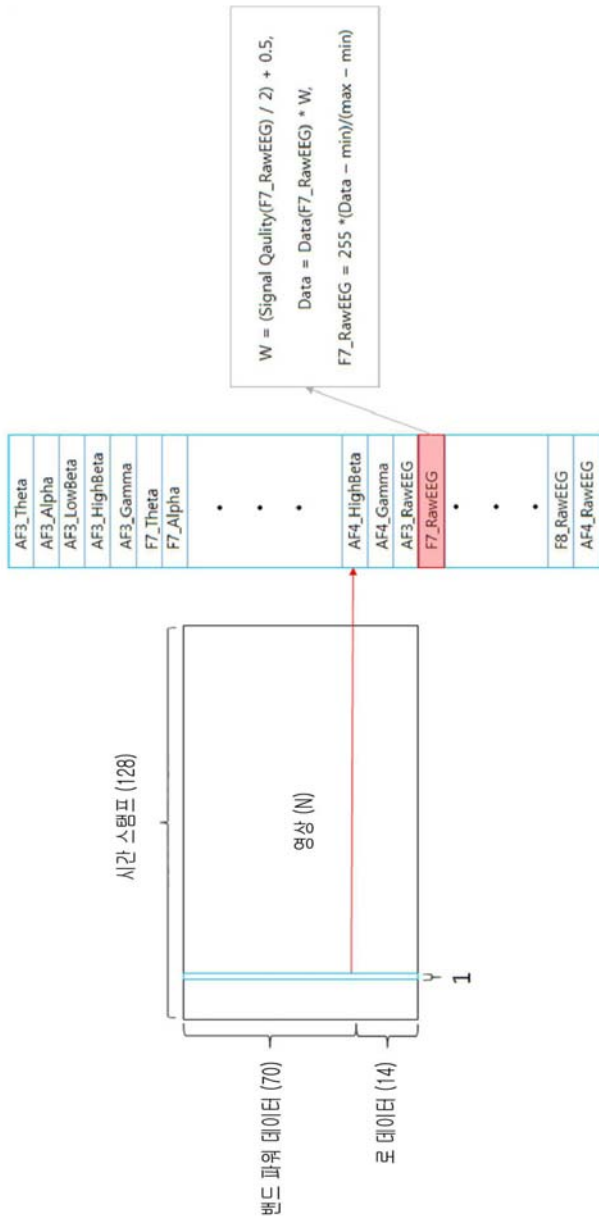 시간 스탬프 (128)
밴드 파워 데이터 (70)
로 데이터 (14)
영상 (N)
1
AF3_Theta
AF3_Alpha
AF3_LowBeta
AF3_HighBeta
AF3_Gamma
F7_Theta
F7_Alpha
AF4_HighBeta
AF4_Gamma
AF3_RawEEG
F7_RawEEG
F8_RawEEG
AF4_RawEEG
W = (Signal Qaulity(F7_RawEEG) / 2) + 0.5,
Data = Data(F7_RawEEG) * W,
F7_RawEEG = 255 *(Data − min)/(max − min)